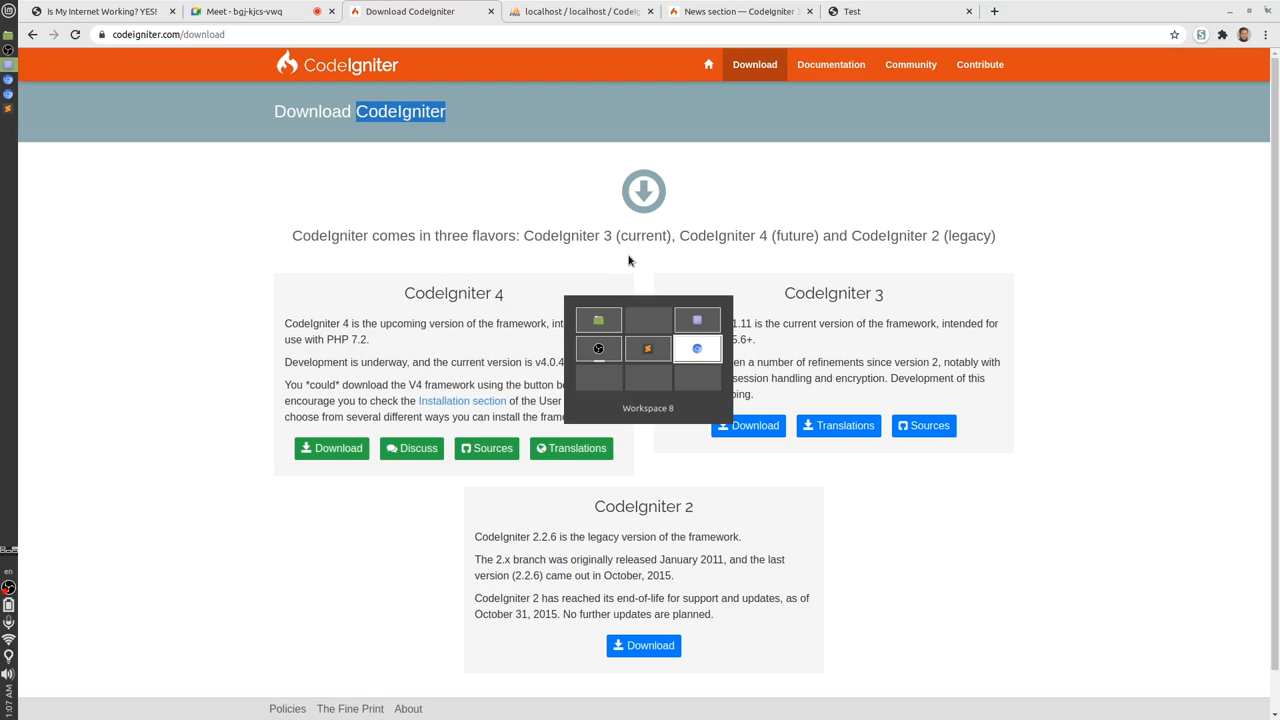 Is My Internet Working? YES!
Meet - bgj-kjcs-vwq
Download CodeIgniter
localhost / localhost / CodeIg
News section — CodeIgniter
Test
codeigniter.com/download
CodeIgniter
Download
Documentation
Community
Contribute
Download CodeIgniter
CodeIgniter comes in three flavors: CodeIgniter 3 (current), CodeIgniter 4 (future) and CodeIgniter 2 (legacy)
CodeIgniter 4
CodeIgniter 4 is the upcoming version of the framework, int
use with PHP 7.2.
Development is underway, and the current version is v4.0.4
You *could* download the V4 framework using the button be
encourage you to check the Installation section of the User
choose from several different ways you can install the fram
Download
Discuss
Sources
Translations
CodeIgniter 3
1.11 is the current version of the framework, intended for
5.6+.
en a number of refinements since version 2, notably with
session handling and encryption. Development of this
ping.
Download
Translations
Sources
Workspace 8
CodeIgniter 2
CodeIgniter 2.2.6 is the legacy version of the framework.
The 2.x branch was originally released January 2011, and the last
version (2.2.6) came out in October, 2015.
CodeIgniter 2 has reached its end-of-life for support and updates, as of
October 31, 2015. No further updates are planned.
Download
Policies
The Fine Print
About
en
1:07 AM